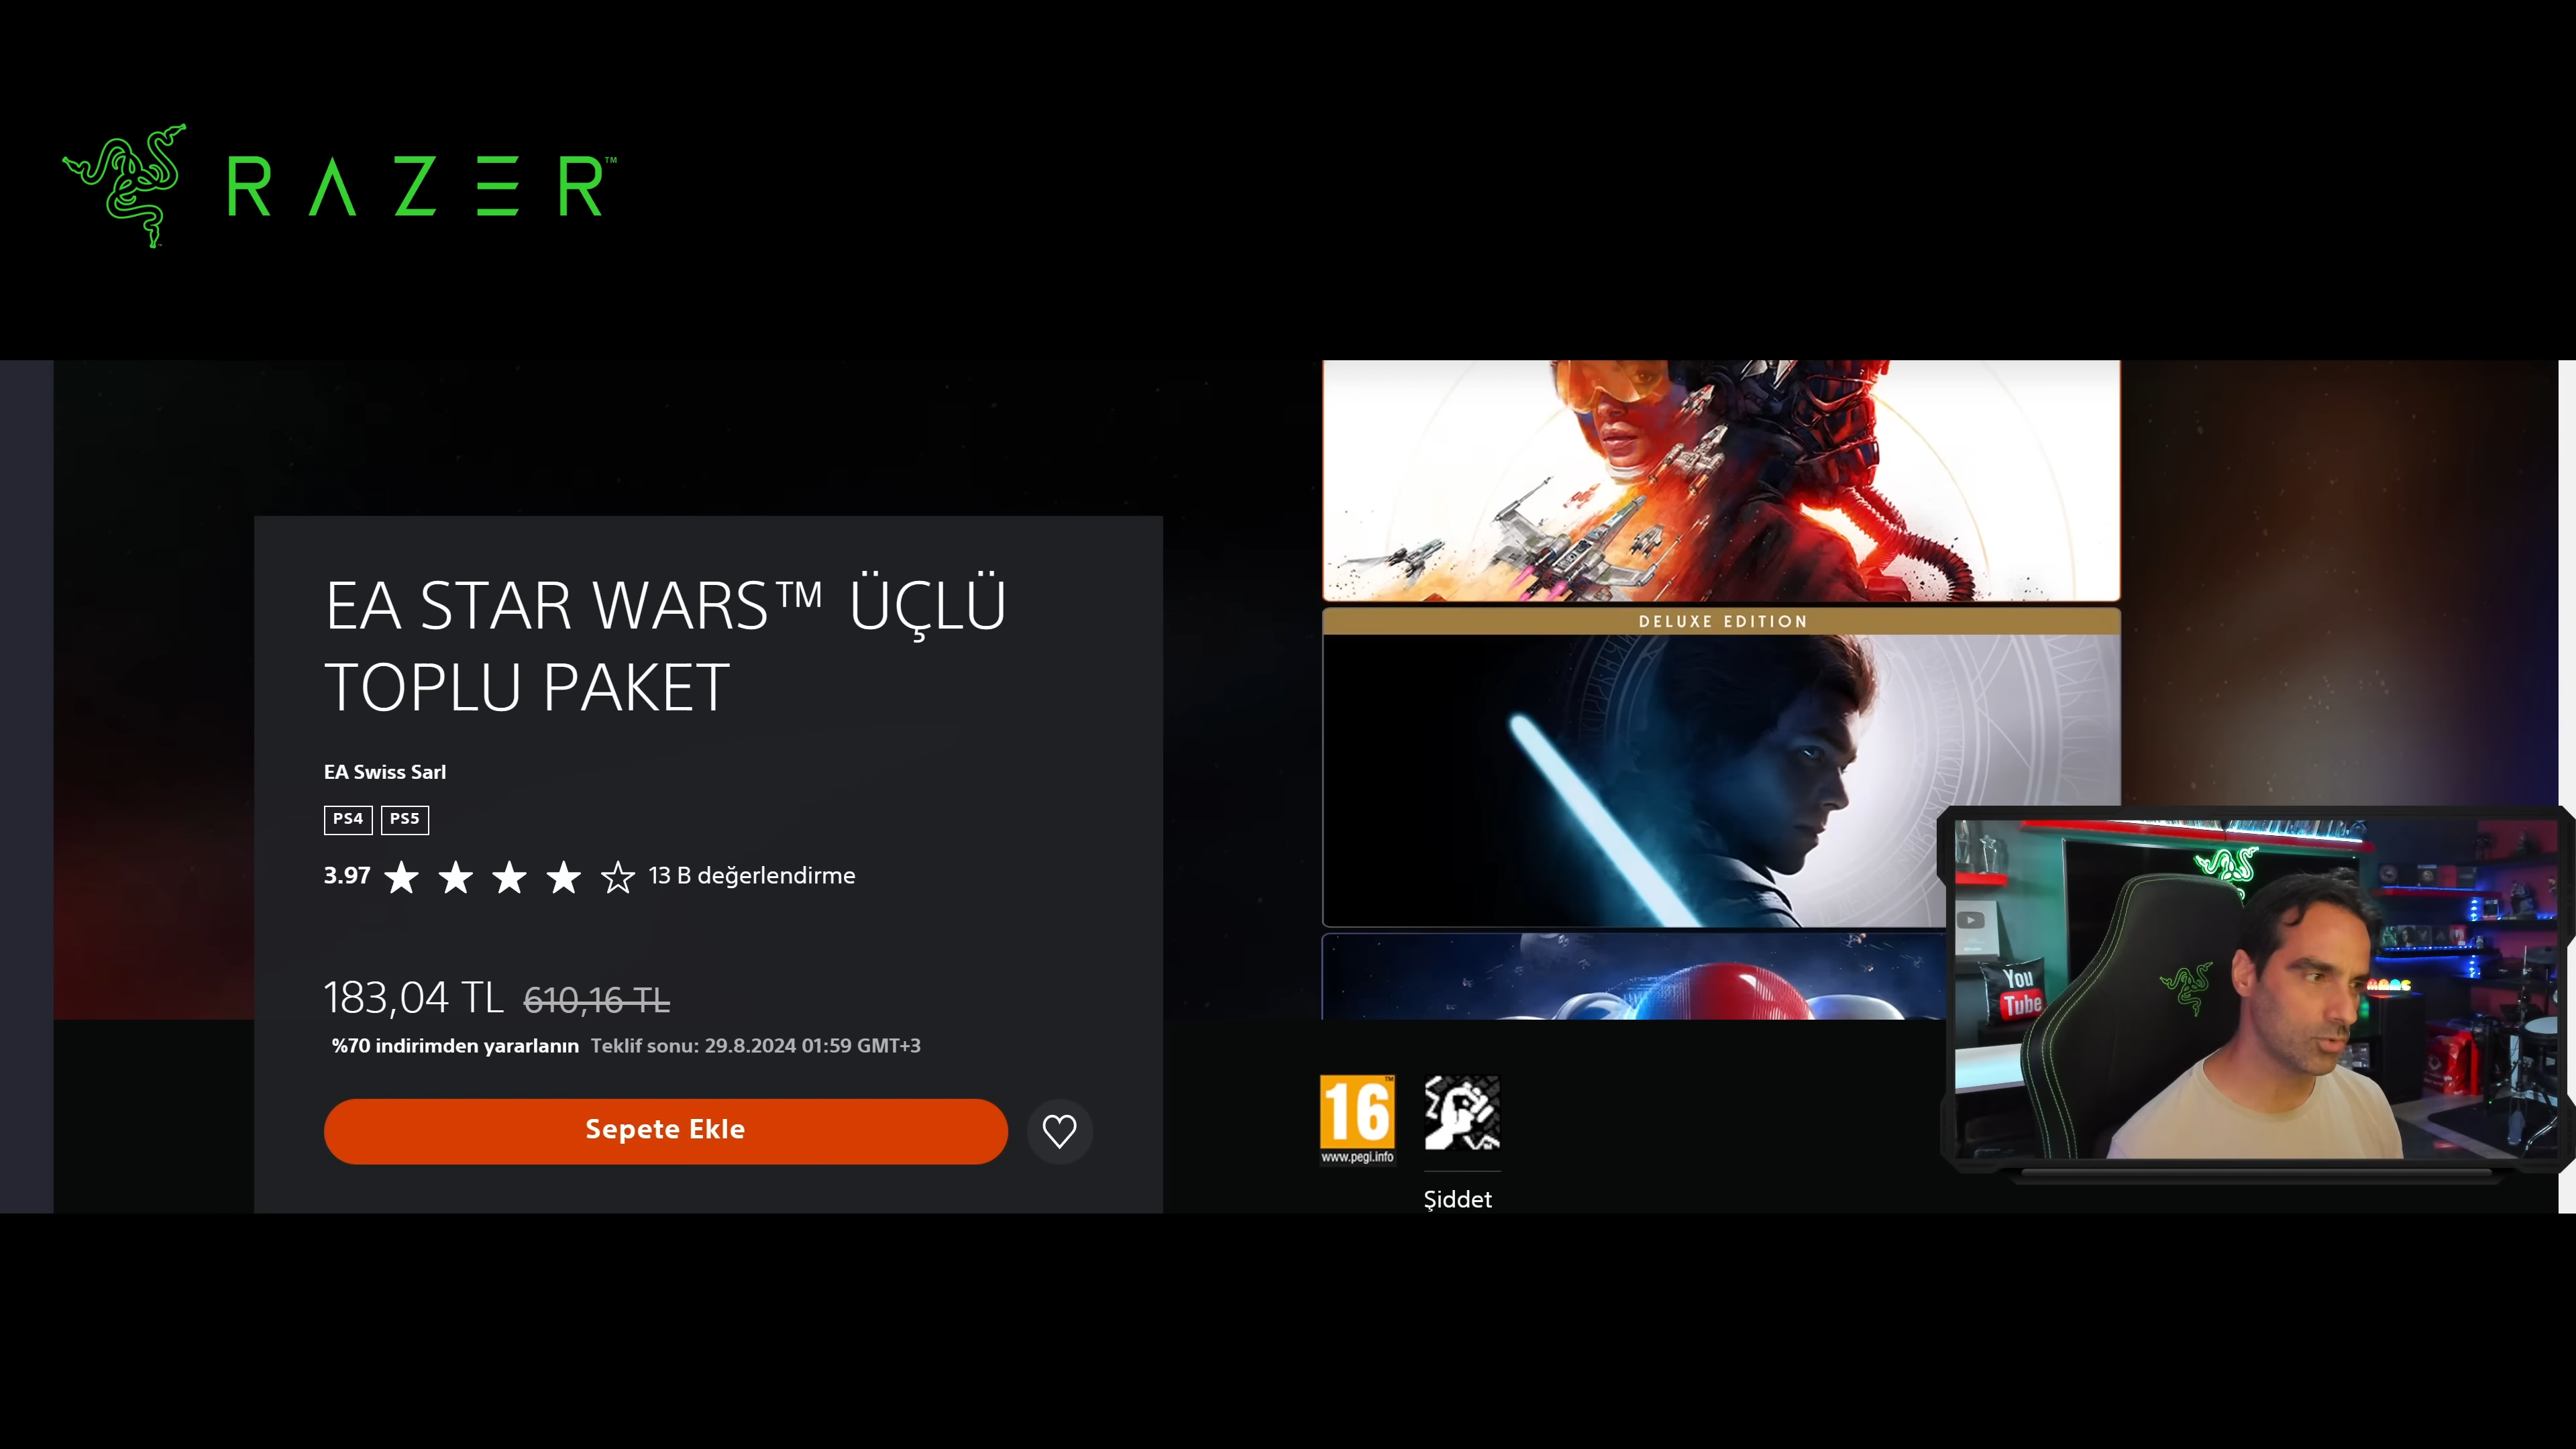 RAZER™
EA STAR WARS™ ÜÇLÜ
TOPLU PAKET
EA Swiss Sarl
PS4 PS5
3.97 13 B değerlendirme
183,04 TL 610,16 TL
%70 indirimden yararlanın Teklif sonu: 29.8.2024 01:59 GMT+3
Sepete Ekle
DELUXE EDITION
16
www.pegi.info
Şiddet
You
Tube